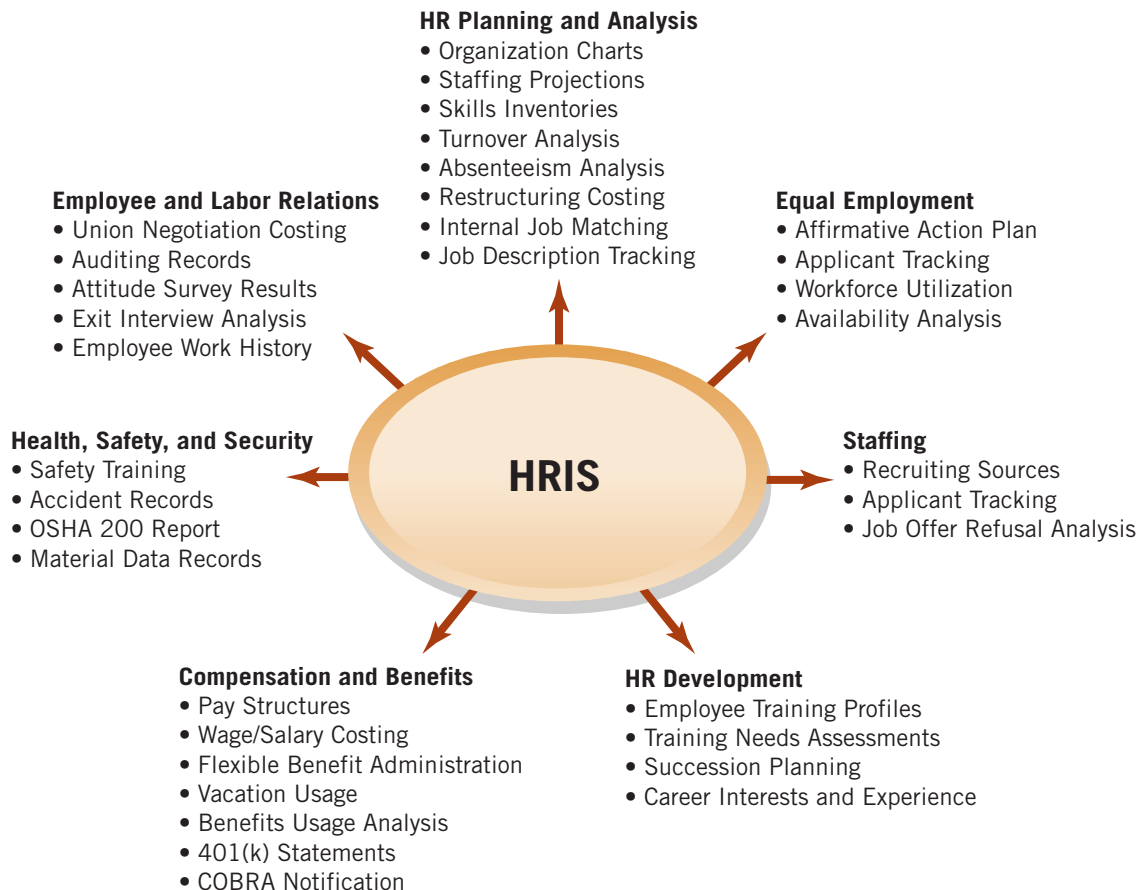 HR Planning and Analysis
• Organization Charts
• Staffing Projections
• Skills Inventories
• Turnover Analysis
• Absenteeism Analysis
• Restructuring Costing
• Internal Job Matching
• Job Description Tracking
Employee and Labor Relations
• Union Negotiation Costing
• Auditing Records
• Attitude Survey Results
• Exit Interview Analysis
• Employee Work History
Equal Employment
• Affirmative Action Plan
• Applicant Tracking
• Workforce Utilization
• Availability Analysis
Health, Safety, and Security
• Safety Training
• Accident Records
• OSHA 200 Report
• Material Data Records
HRIS
Staffing
• Recruiting Sources
• Applicant Tracking
• Job Offer Refusal Analysis
Compensation and Benefits
• Pay Structures
• Wage/Salary Costing
• Flexible Benefit Administration
• Vacation Usage
• Benefits Usage Analysis
• 401(k) Statements
• COBRA Notification
HR Development
• Employee Training Profiles
• Training Needs Assessments
• Succession Planning
• Career Interests and Experience